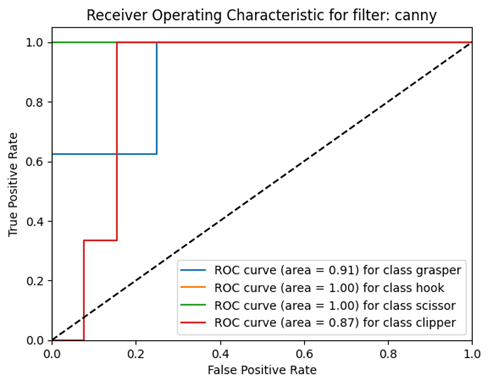 Receiver Operating Characteristic for filter: canny
True Positive Rate
1.0
0.8
0.6
0.4
0.2
0.0
ROC curve (area = 0.91) for class grasper
ROC curve (area = 1.00) for class hook
ROC curve (area = 1.00) for class scissor
ROC curve (area = 0.87) for class clipper
0.0 0.2 0.4 0.6 0.8 1.0
False Positive Rate